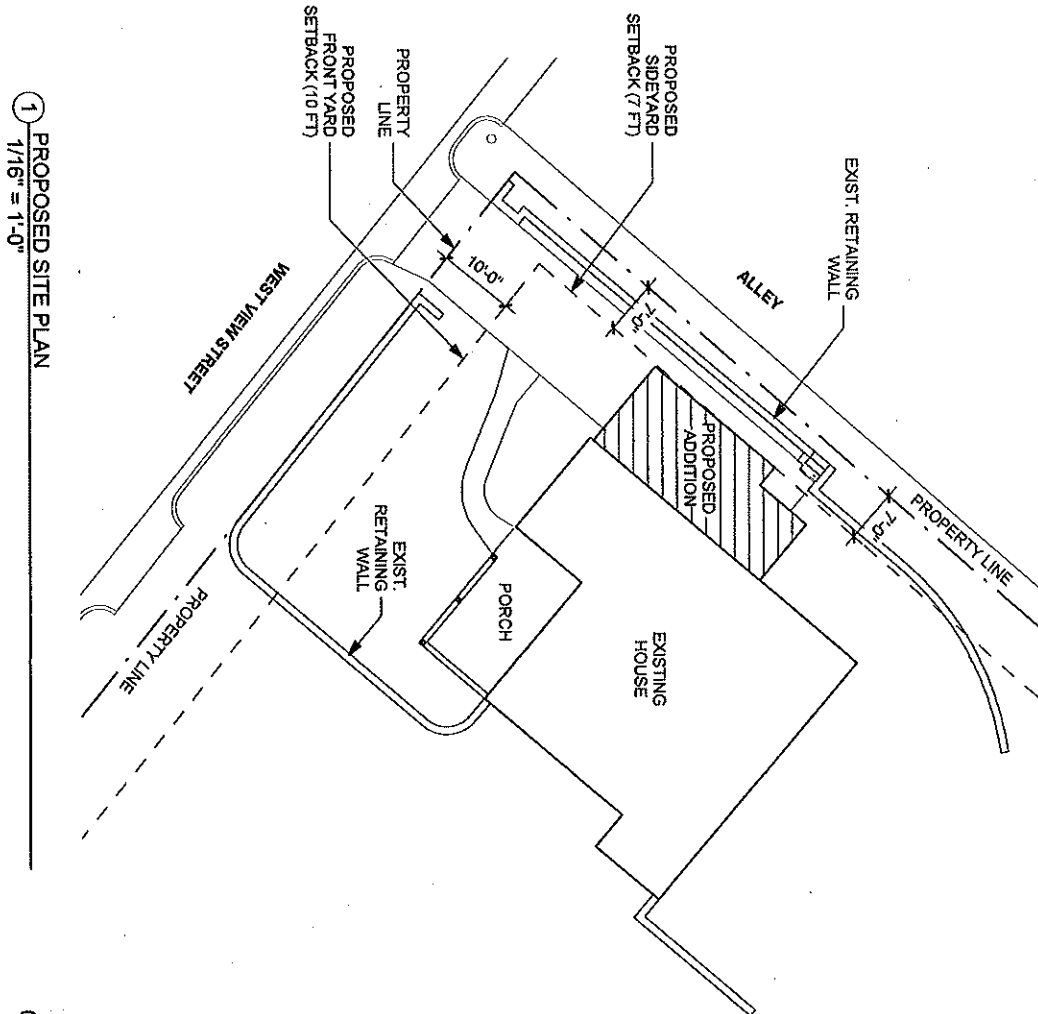 PROPOSED
SIDEYARD
SETBACK (7 FT)
EXIST. RETAINING
WALL
ALLEY
PROPERTY
LINE
PROPOSED
FRONT YARD
SETBACK (10 FT)
10'-0"
7'-0"
7'-0"
PROPERTY LINE
PROPOSED
ADDITION
WEST VIEW STREET
EXIST.
RETAINING
WALL
PORCH
EXISTING
HOUSE
PROPERTY LINE
1 PROPOSED SITE PLAN
1/16" = 1'-0"